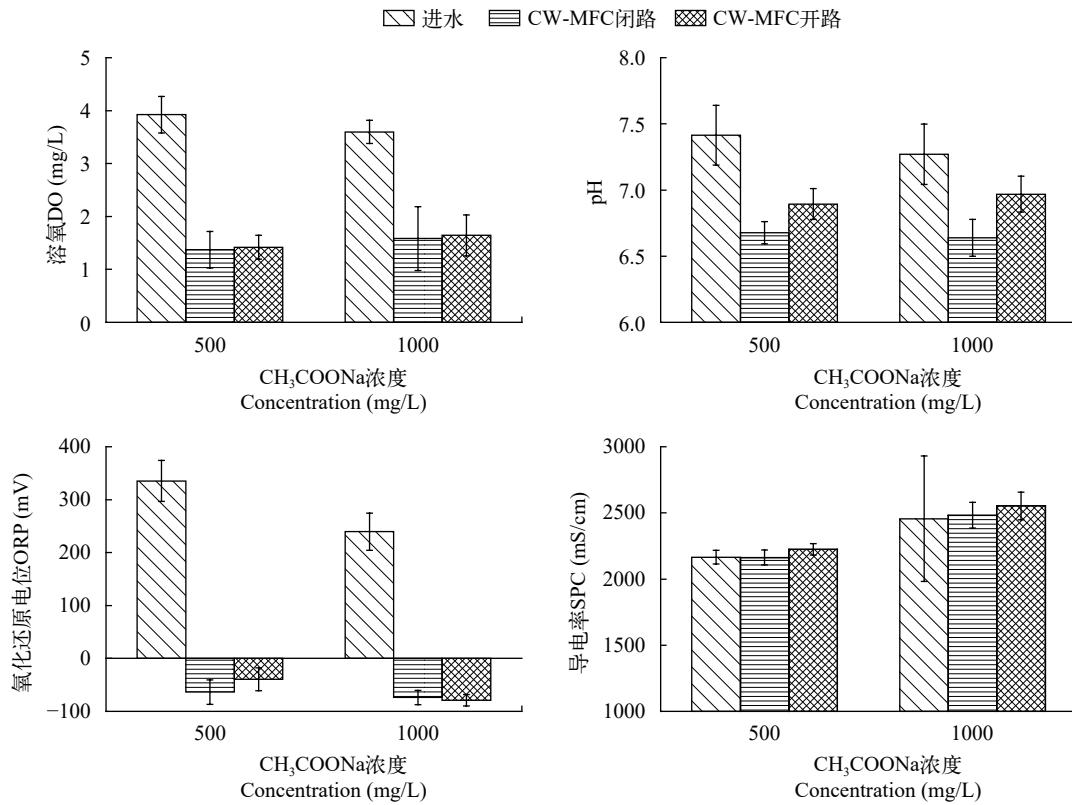 进水 CW-MFC闭路 CW-MFC开路
溶氧DO (mg/L)
5
4
3
2
1
0
500 1000
CH₃COONa浓度
Concentration (mg/L)
pH
8.0
7.5
7.0
6.5
6.0
500 1000
CH₃COONa浓度
Concentration (mg/L)
氧化还原电位ORP (mV)
400
300
200
100
0
−100
500 1000
CH₃COONa浓度
Concentration (mg/L)
导电率SPC (mS/cm)
3000
2500
2000
1500
1000
500 1000
CH₃COONa浓度
Concentration (mg/L)